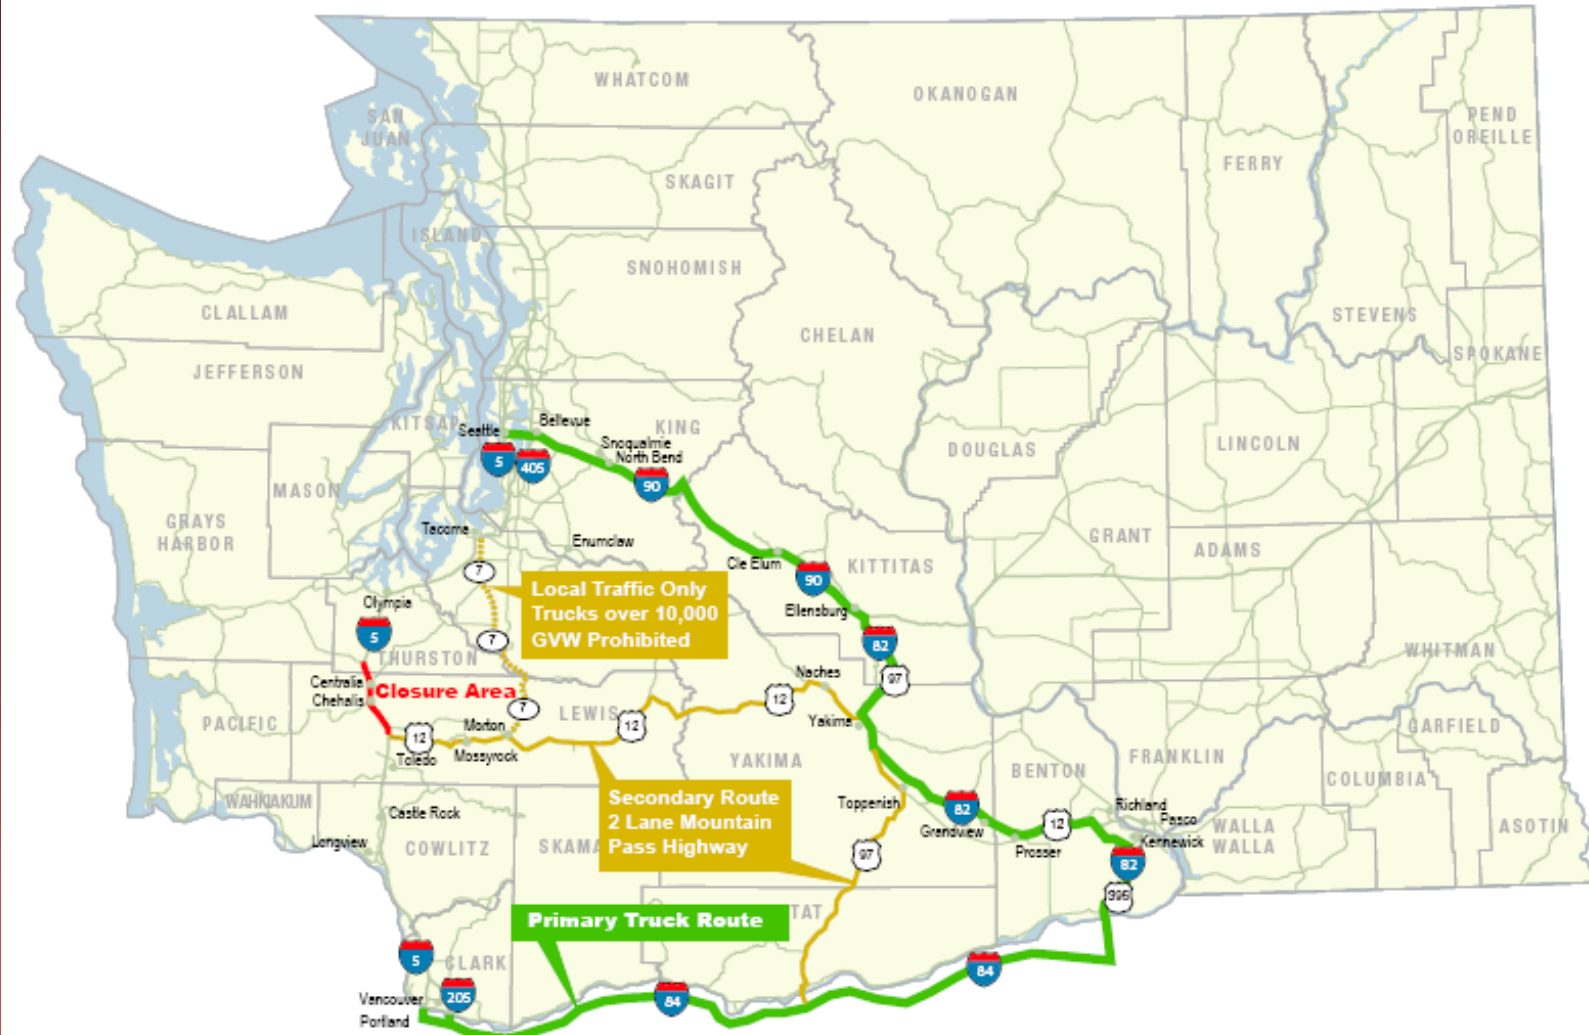 WHATCOM
OKANOGAN
PEND
OREILLE
SAN
JUAN
FERRY
SKAGIT
ISLAND
SNOHOMISH
CLALLAM
STEVENS
CHELAN
SPOKANE
JEFFERSON
KITSAP
Seattle
Bellevue
KING
Snoqualmie
North Bend
5
405
90
DOUGLAS
LINCOLN
MASON
GRAYS
HARBOR
Tacoma
Enumclaw
GRANT
ADAMS
Cle Elum
90
KITTITAS
7
Local Traffic Only
Trucks over 10,000
GVW Prohibited
Olympia
Ellensburg
5
7
82
THURSTON
WHITMAN
Naches
97
Centralia
Chehalis
Closure Area
12
7
LEWIS
12
PACIFIC
Yakima
GARFIELD
12
Morton
Toledo
Mossyrock
YAKIMA
FRANKLIN
BENTON
COLUMBIA
WAHKIAKUM
Secondary Route
2 Lane Mountain
Pass Highway
Toppenish
82
Richland
Pasco
Castle Rock
Grandview
12
Kennewick
WALLA
WALLA
ASOTIN
Longview
COWLITZ
SKAMA
97
Prosser
82
395
Primary Truck Route
TAT
5
CLARK
84
205
84
Vancouver
Portland